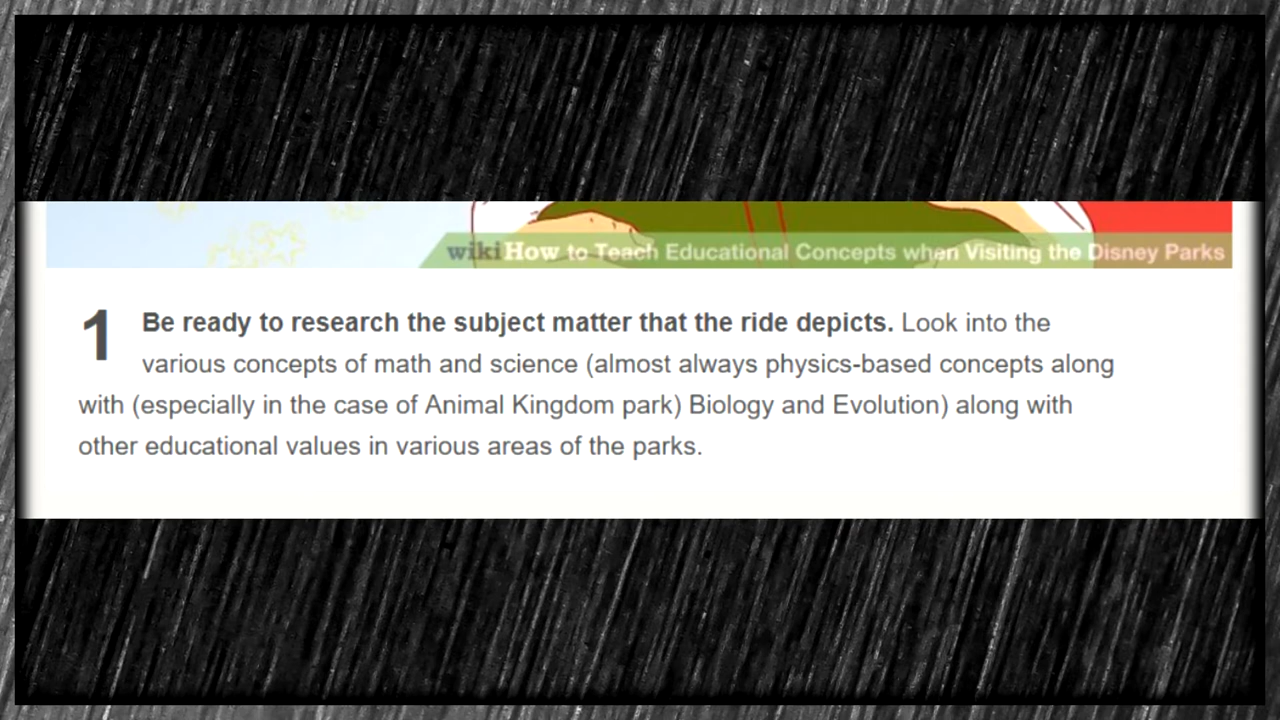 wikiHow to Teach Educational Concepts when Visiting the Disney Parks
1 Be ready to research the subject matter that the ride depicts. Look into the
various concepts of math and science (almost always physics-based concepts along
with (especially in the case of Animal Kingdom park) Biology and Evolution) along with
other educational values in various areas of the parks.